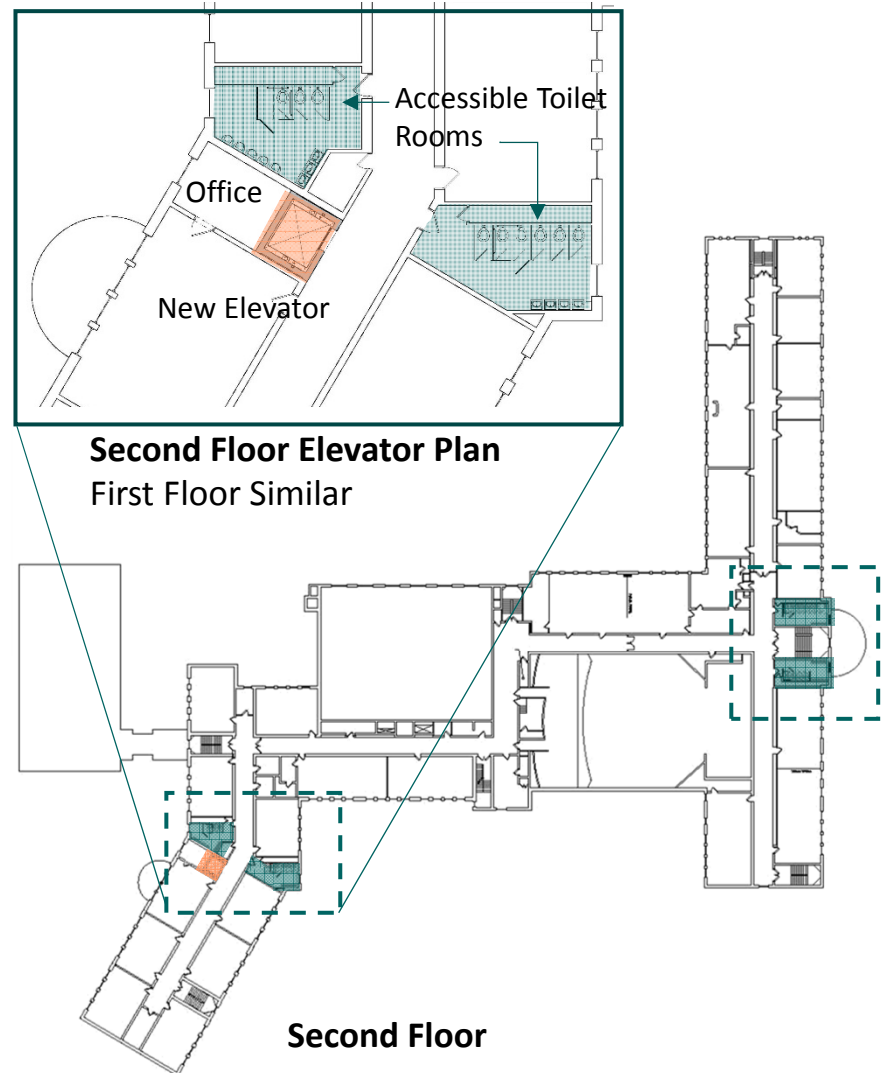 Accessible Toilet
Rooms
Office
New Elevator
Second Floor Elevator Plan
First Floor Similar
Second Floor